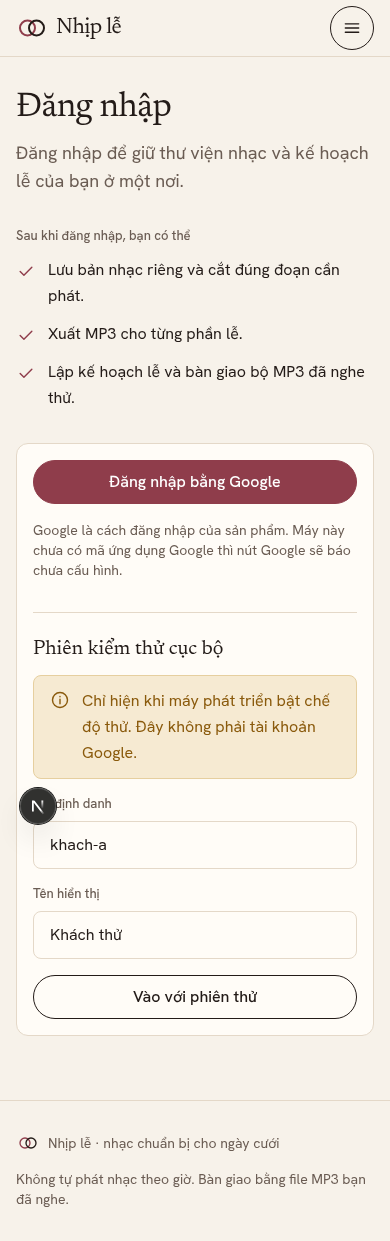 Nhịp lễ
Đăng nhập
Đăng nhập để giữ thư viện nhạc và kế hoạch
lễ của bạn ở một nơi.
Sau khi đăng nhập, bạn có thể
Lưu bản nhạc riêng và cắt đúng đoạn cần
phát.
Xuất MP3 cho từng phần lễ.
Lập kế hoạch lễ và bàn giao bộ MP3 đã nghe
thử.
Đăng nhập bằng Google
Google là cách đăng nhập của sản phẩm. Máy này
chưa có mã ứng dụng Google thì nút Google sẽ báo
chưa cấu hình.
Phiên kiểm thử cục bộ
Chỉ hiện khi máy phát triển bật chế
độ thử. Đây không phải tài khoản
Google.
N
định danh
khach-a
Tên hiển thị
Khách thử
Vào với phiên thử
Nhịp lễ · nhạc chuẩn bị cho ngày cưới
Không tự phát nhạc theo giờ. Bàn giao bằng file MP3 bạn
đã nghe.